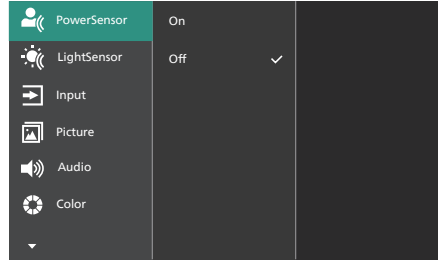 PowerSensor
On
LightSensor
Off
Input
Picture
Audio
Color